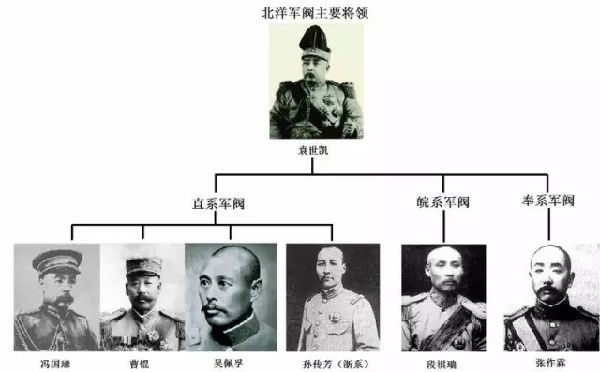 北洋军阀主要将领
袁世凯
直系军阀
皖系军阀
奉系军阀
冯国璋
曹锟
吴佩孚
孙传芳（浙系）
段祺瑞
张作霖